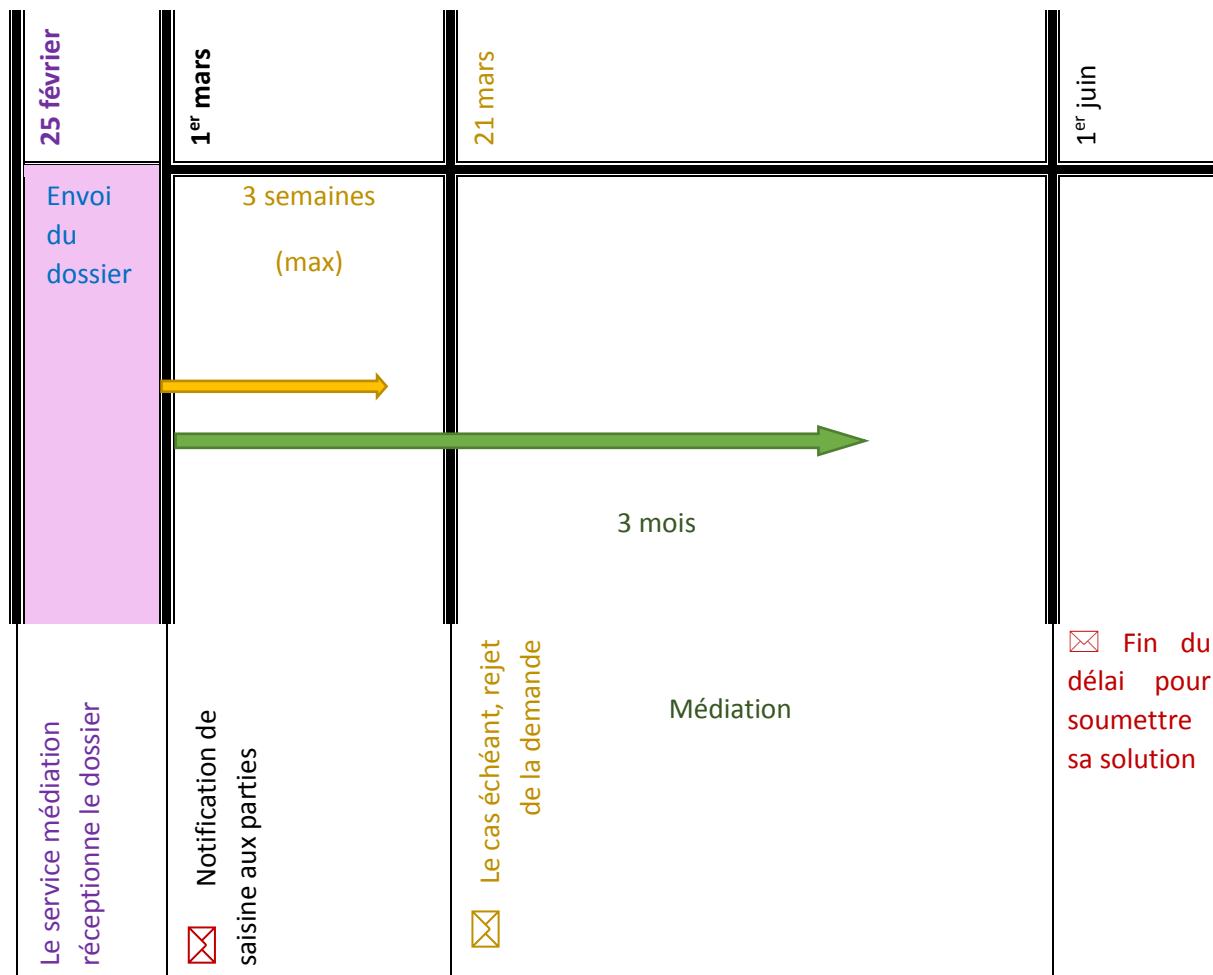 25 février
1er mars
21 mars
1er juin
Envoi
du
dossier
3 semaines
(max)
3 mois
Le service médiation
réceptionne le dossier
Notification de
saisine aux parties
Le cas échéant, rejet
de la demande
Médiation
Fin du
délai pour
soumettre
sa solution